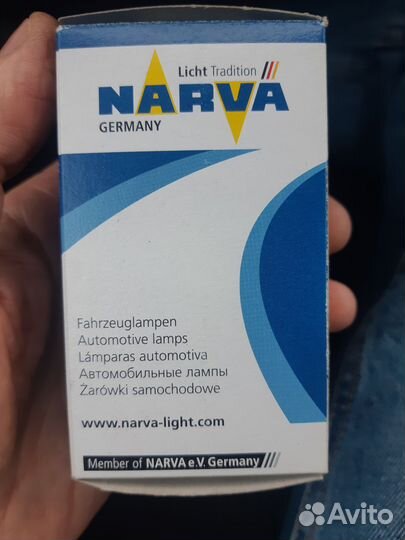 Licht Tradition
NARVA
GERMANY
Fahrzeuglampen
Automotive lamps
Lámparas automotiva
Автомобильные лампы
Żarówki samochodowe
www.narva-light.com
Member of NARVA e.V. Germany
Avito